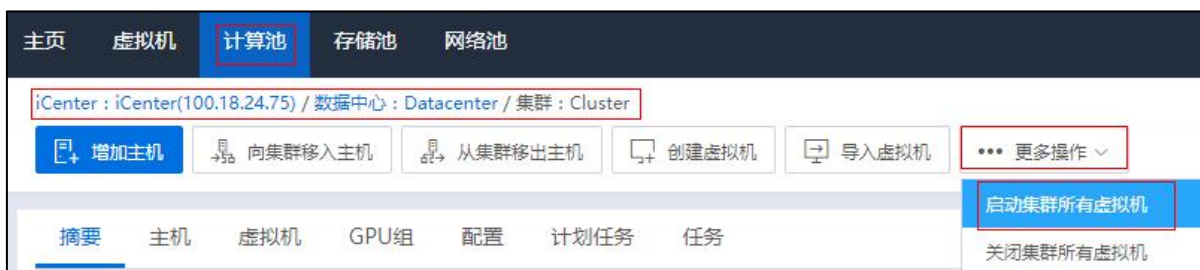 主页 虚拟机 计算池 存储池 网络池
iCenter : iCenter(100.18.24.75) / 数据中心 : Datacenter / 集群 : Cluster
增加主机 向集群移入主机 从集群移出主机 创建虚拟机 导入虚拟机 ••• 更多操作
启动集群所有虚拟机
摘要 主机 虚拟机 GPU组 配置 计划任务 任务
关闭集群所有虚拟机